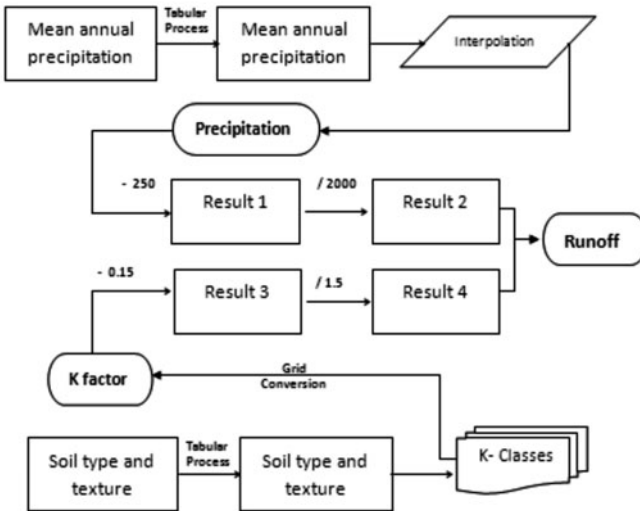 Mean annual
precipitation
Tabular
Process
Mean annual
precipitation
Interpolation
Precipitation
- 250
Result 1
/ 2000
Result 2
Runoff
- 0.15
Result 3
/ 1.5
Result 4
K factor
Grid
Conversion
Soil type and
texture
Tabular
Process
Soil type and
texture
K- Classes